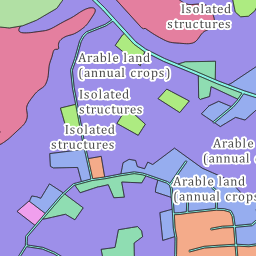 Isolated
structures
Arable land
(annual crops)
Isolated
structures
Isolated
structures
Arable
(annual
Arable land
(annual crops